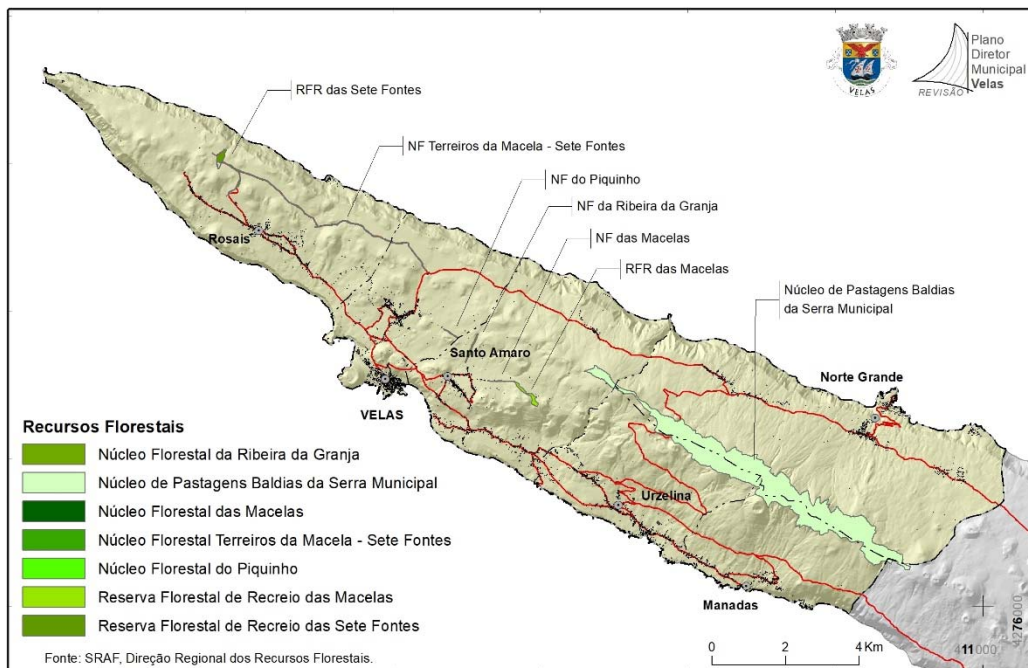 VELAS
Plano
Diretor
Municipal
Velas
REVISÃO
RFR das Sete Fontes
NF Terreiros da Macela - Sete Fontes
NF do Piquinho
NF da Ribeira da Granja
NF das Macelas
RFR das Macelas
Núcleo de Pastagens Baldias
da Serra Municipal
Rosais
Santo Amaro
VELAS
Norte Grande
Urzelina
Manadas
Recursos Florestais
Núcleo Florestal da Ribeira da Granja
Núcleo de Pastagens Baldias da Serra Municipal
Núcleo Florestal das Macelas
Núcleo Florestal Terreiros da Macela - Sete Fontes
Núcleo Florestal do Piquinho
Reserva Florestal de Recreio das Macelas
Reserva Florestal de Recreio das Sete Fontes
Fonte: SRAF, Direção Regional dos Recursos Florestais.
0 2 4 Km
411000
4276000